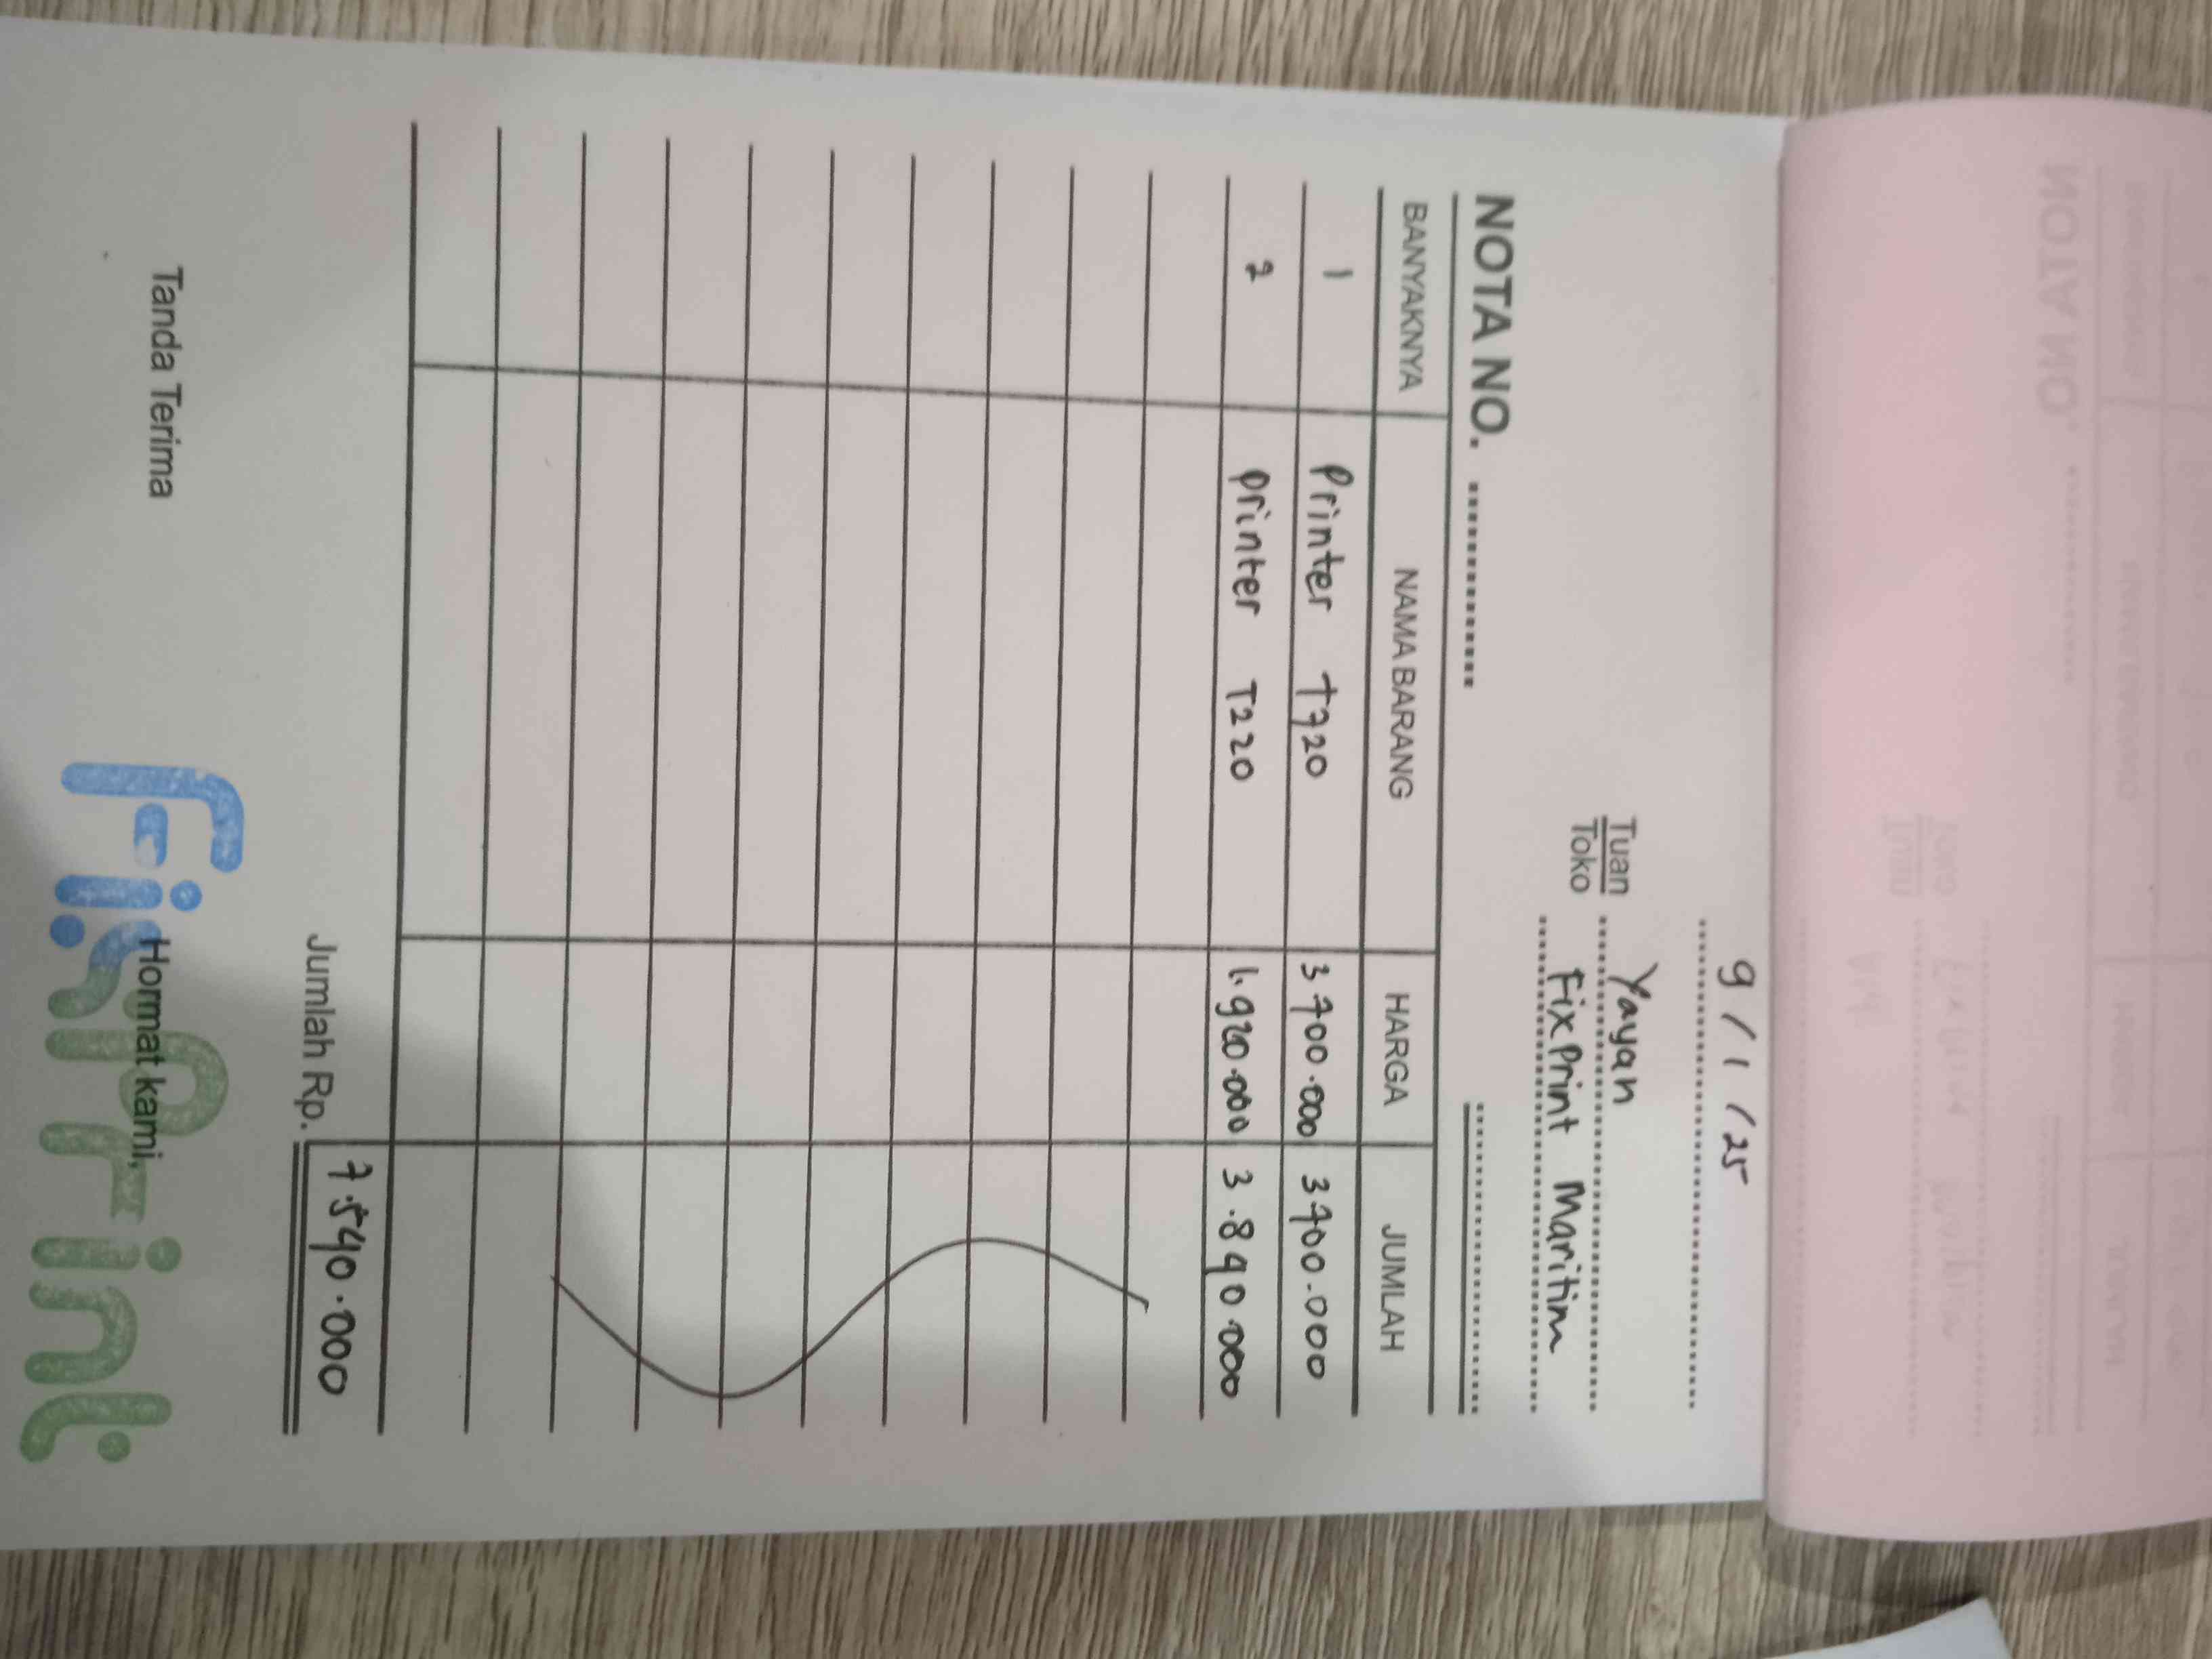 9/1/25
Tuan Yayan
Toko FixPrint Maritim
NOTA NO. ............
BANYAKNYA NAMA BARANG HARGA JUMLAH
1 Printer T720 3.700.000 3.700.000
2 Printer T220 1.920.000 3.840.000
Jumlah Rp. 7.540.000
Tanda Terima Hormat kami,
FixPrint